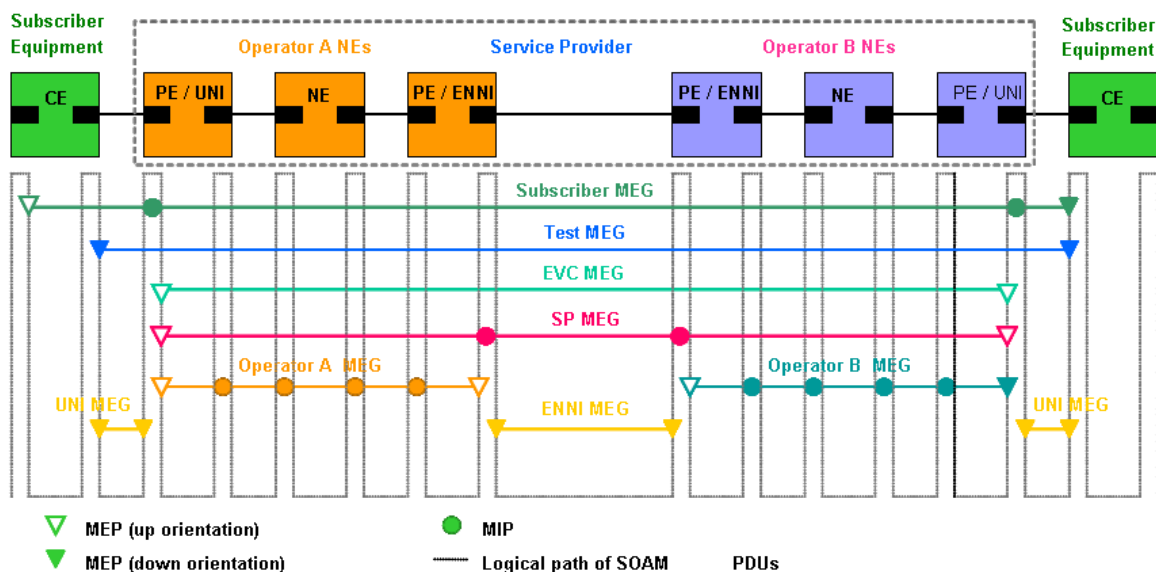 Subscriber
Equipment
Operator A NEs
Service Provider
Operator B NEs
Subscriber
Equipment
CE
PE / UNI
NE
PE / ENNI
PE / ENNI
NE
PE / UNI
CE
Subscriber MEG
Test MEG
EVC MEG
SP MEG
Operator A MEG
Operator B MEG
UNI MEG
ENNI MEG
UNI MEG
MEP (up orientation)
MIP
MEP (down orientation)
Logical path of SOAM PDUs